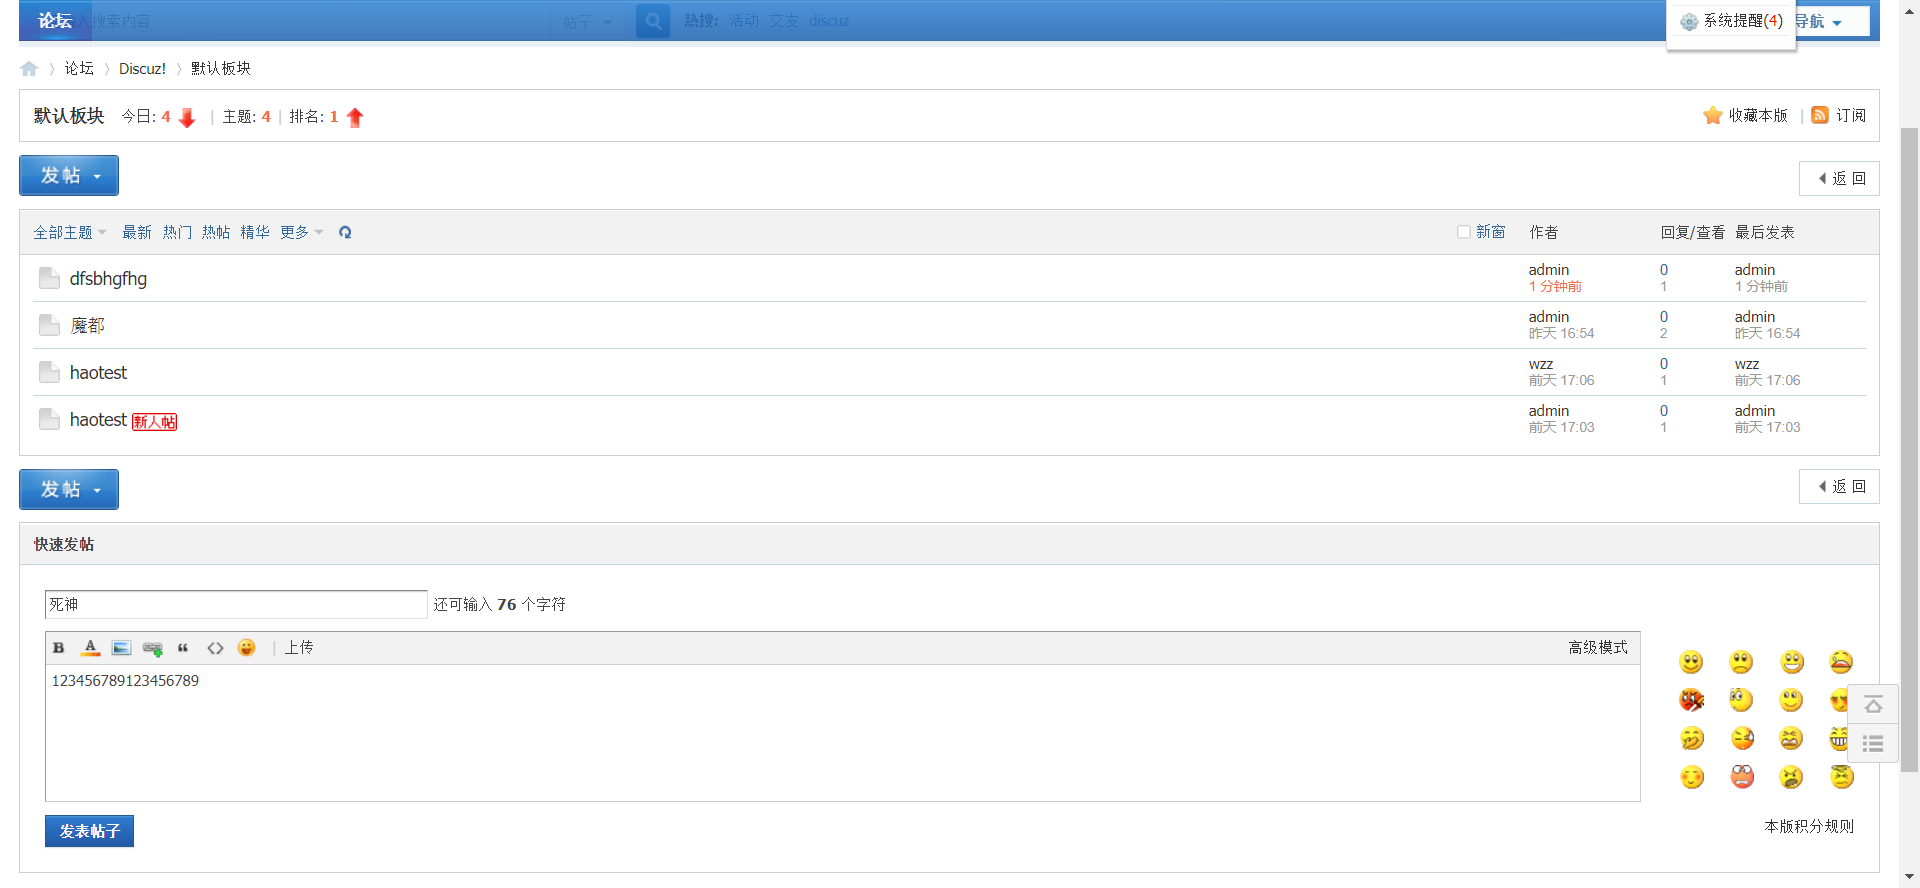 论坛 输入搜索内容 帖子 热搜: 活动 交友 discuz 系统提醒(4) 导航
论坛 Discuz! 默认板块
默认板块 今日: 4 | 主题: 4 | 排名: 1 收藏本版 | 订阅
发帖 返 回
全部主题 最新 热门 热帖 精华 更多 新窗 作者 回复/查看 最后发表
dfsbhgfhg admin 0 admin
1 分钟前 1 1 分钟前
魔都 admin 0 admin
昨天 16:54 2 昨天 16:54
haotest wzz 0 wzz
前天 17:06 1 前天 17:06
haotest 新人帖 admin 0 admin
前天 17:03 1 前天 17:03
发帖 返 回
快速发帖
死神 还可输入 76 个字符
B A “ <> | 上传 高级模式
123456789123456789
发表帖子 本版积分规则